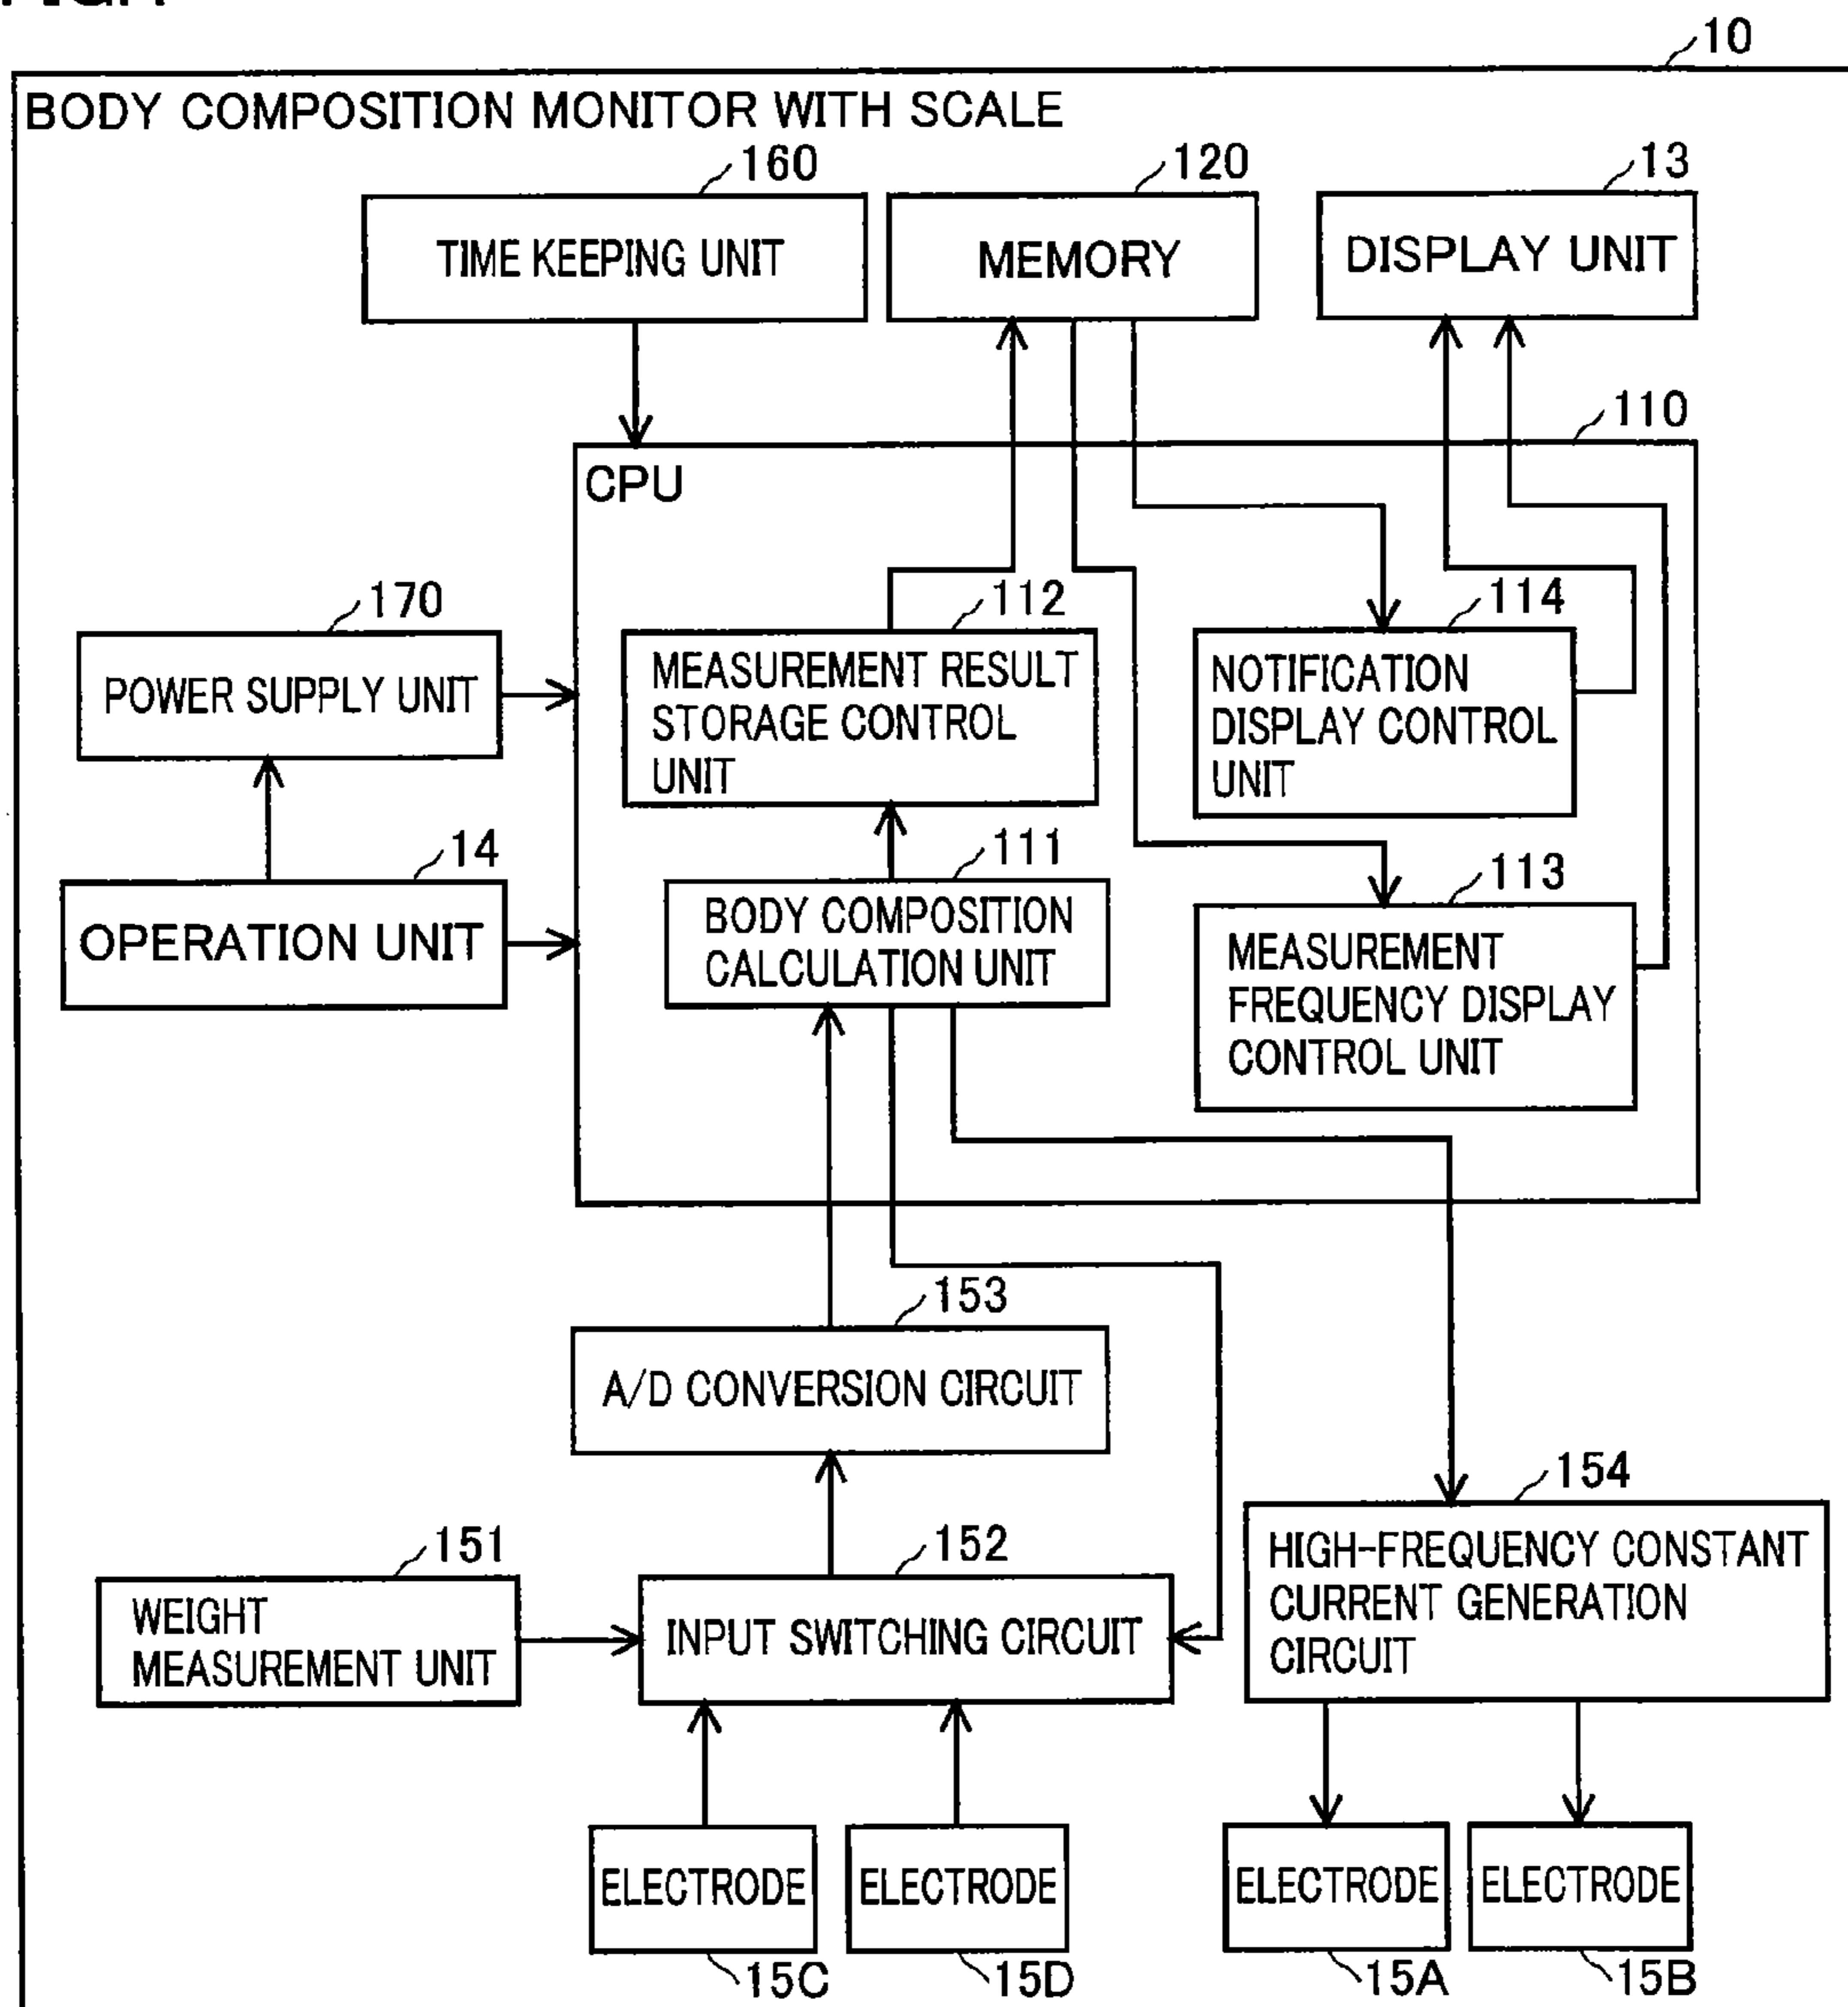 10
BODY COMPOSITION MONITOR WITH SCALE
160
120
13
TIME KEEPING UNIT
MEMORY
DISPLAY UNIT
110
CPU
170
112
114
POWER SUPPLY UNIT
MEASUREMENT RESULT
STORAGE CONTROL
UNIT
NOTIFICATION
DISPLAY CONTROL
UNIT
14
111
113
OPERATION UNIT
BODY COMPOSITION
CALCULATION UNIT
MEASUREMENT
FREQUENCY DISPLAY
CONTROL UNIT
153
A/D CONVERSION CIRCUIT
154
151
152
HIGH-FREQUENCY CONSTANT
CURRENT GENERATION
CIRCUIT
WEIGHT
MEASUREMENT UNIT
INPUT SWITCHING CIRCUIT
ELECTRODE
ELECTRODE
ELECTRODE
ELECTRODE
15C
15D
15A
15B